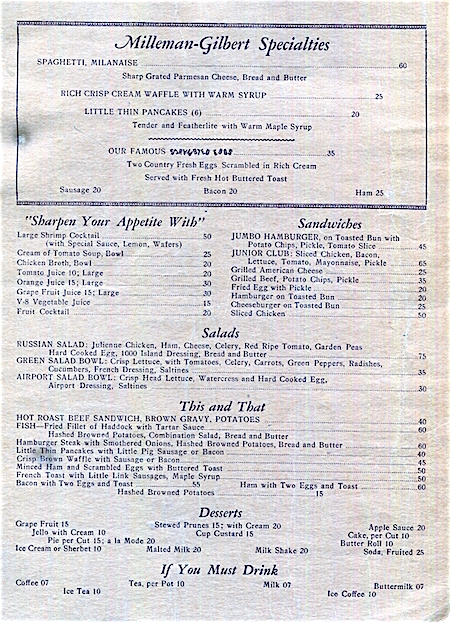 Milleman-Gilbert Specialties
SPAGHETTI, MILANAISE 60
Sharp Grated Parmesan Cheese, Bread and Butter
RICH CRISP CREAM WAFFLE WITH WARM SYRUP 25
LITTLE THIN PANCAKES (6) 20
Tender and Featherlite with Warm Maple Syrup
OUR FAMOUS 35
Two Country Fresh Eggs Scrambled in Rich Cream
Served with Fresh Hot Buttered Toast
Sausage 20 Bacon 20 Ham 25
"Sharpen Your Appetite With"
Large Shrimp Cocktail 50
(with Special Sauce, Lemon, Wafers)
Cream of Tomato Soup, Bowl 25
Chicken Broth, Bowl 20
Tomato Juice 10; Large 20
Orange Juice 15; Large 30
Grape Fruit Juice 15; Large 30
V-8 Vegetable Juice 15
Fruit Cocktail 20
Sandwiches
JUMBO HAMBURGER, on Toasted Bun with
Potato Chips, Pickle, Tomato Slice 45
JUNIOR CLUB: Sliced Chicken, Bacon,
Lettuce, Tomato, Mayonnaise, Pickle 65
Grilled American Cheese 25
Grilled Beef, Potato Chips, Pickle 35
Fried Egg with Pickle 20
Hamburger on Toasted Bun 20
Cheeseburger on Toasted Bun 25
Sliced Chicken 50
Salads
RUSSIAN SALAD: Julienne Chicken, Ham, Cheese, Celery, Red Ripe Tomato, Garden Peas
Hard Cooked Egg, 1000 Island Dressing, Bread and Butter 75
GREEN SALAD BOWL: Crisp Lettuce, with Tomatoes, Celery, Carrots, Green Peppers, Radishes,
Cucumbers, French Dressing, Saltines 35
AIRPORT SALAD BOWL: Crisp Head Lettuce, Watercress and Hard Cooked Egg,
Airport Dressing, Saltines 30
This and That
HOT ROAST BEEF SANDWICH, BROWN GRAVY, POTATOES 40
FISH—Fried Fillet of Haddock with Tartar Sauce 60
Hashed Browned Potatoes, Combination Salad, Bread and Butter
Hamburger Steak with Smothered Onions, Hashed Browned Potatoes, Bread and Butter 60
Little Thin Pancakes with Little Pig Sausage or Bacon 40
Crisp Brown Waffle with Sausage or Bacon 45
Minced Ham and Scrambled Eggs with Buttered Toast 50
French Toast with Little Link Sausages, Maple Syrup 50
Bacon with Two Eggs and Toast 55 Ham with Two Eggs and Toast 60
Hashed Browned Potatoes 15
Desserts
Grape Fruit 15 Stewed Prunes 15; with Cream 20 Apple Sauce 20
Jello with Cream 10 Cup Custard 15 Cake, per Cut 10
Pie per Cut 15; a la Mode 20 Butter Roll 10
Ice Cream or Sherbet 10 Malted Milk 20 Milk Shake 20 Soda, Fruited 25
If You Must Drink
Coffee 07 Tea, per Pot 10 Milk 07 Buttermilk 07
Ice Tea 10 Ice Coffee 10